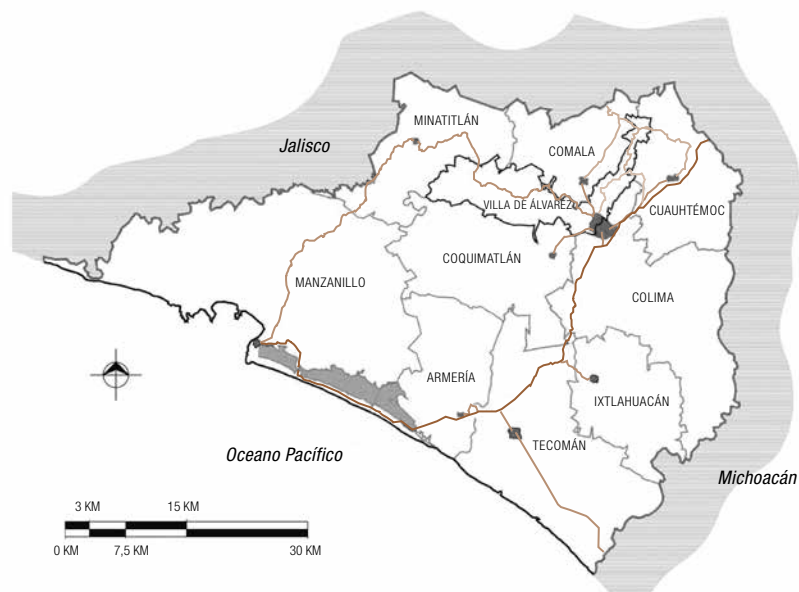 MINATITLÁN
Jalisco
COMALA
VILLA DE ÁLVAREZ
CUAUHTÉMOC
COQUIMATLÁN
MANZANILLO
COLIMA
ARMERÍA
IXTLAHUACÁN
TECOMÁN
Oceano Pacífico
Michoacán
3 KM 15 KM
0 KM 7,5 KM 30 KM